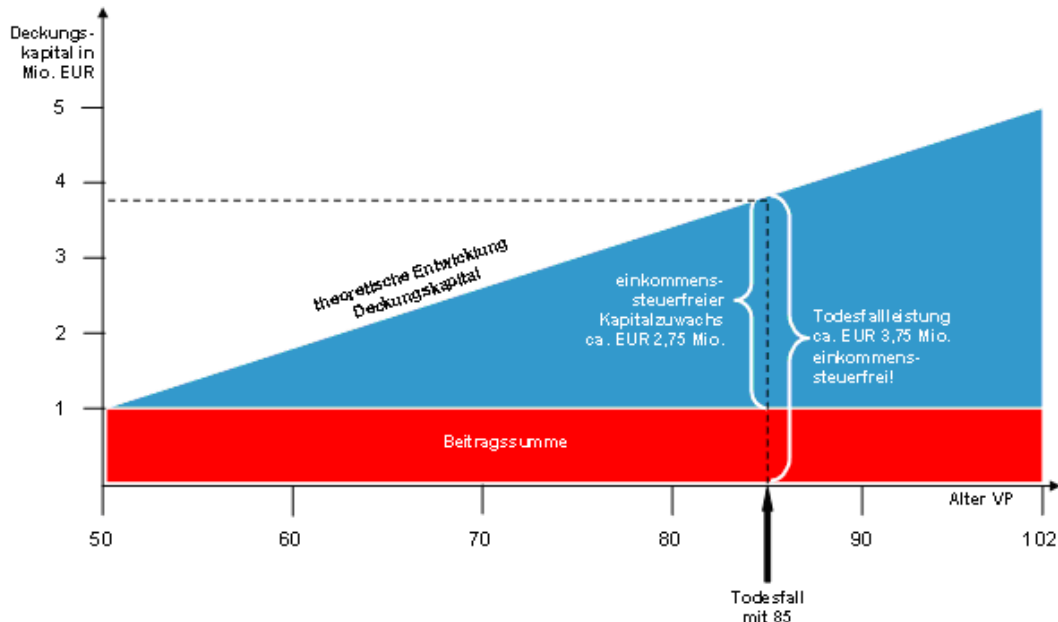 Deckungs-
kapital in
Mio. EUR
5
4
3
2
1
theoretische Entwicklung
Deckungskapital
einkommens-
steuerfreier
Kapitalzuwachs
ca. EUR 2,75 Mio.
Todesfallleistung
ca. EUR 3,75 Mio.
einkommens-
steuerfrei!
Beitragssumme
Alter VP
50
60
70
80
90
102
Todesfall
mit 85